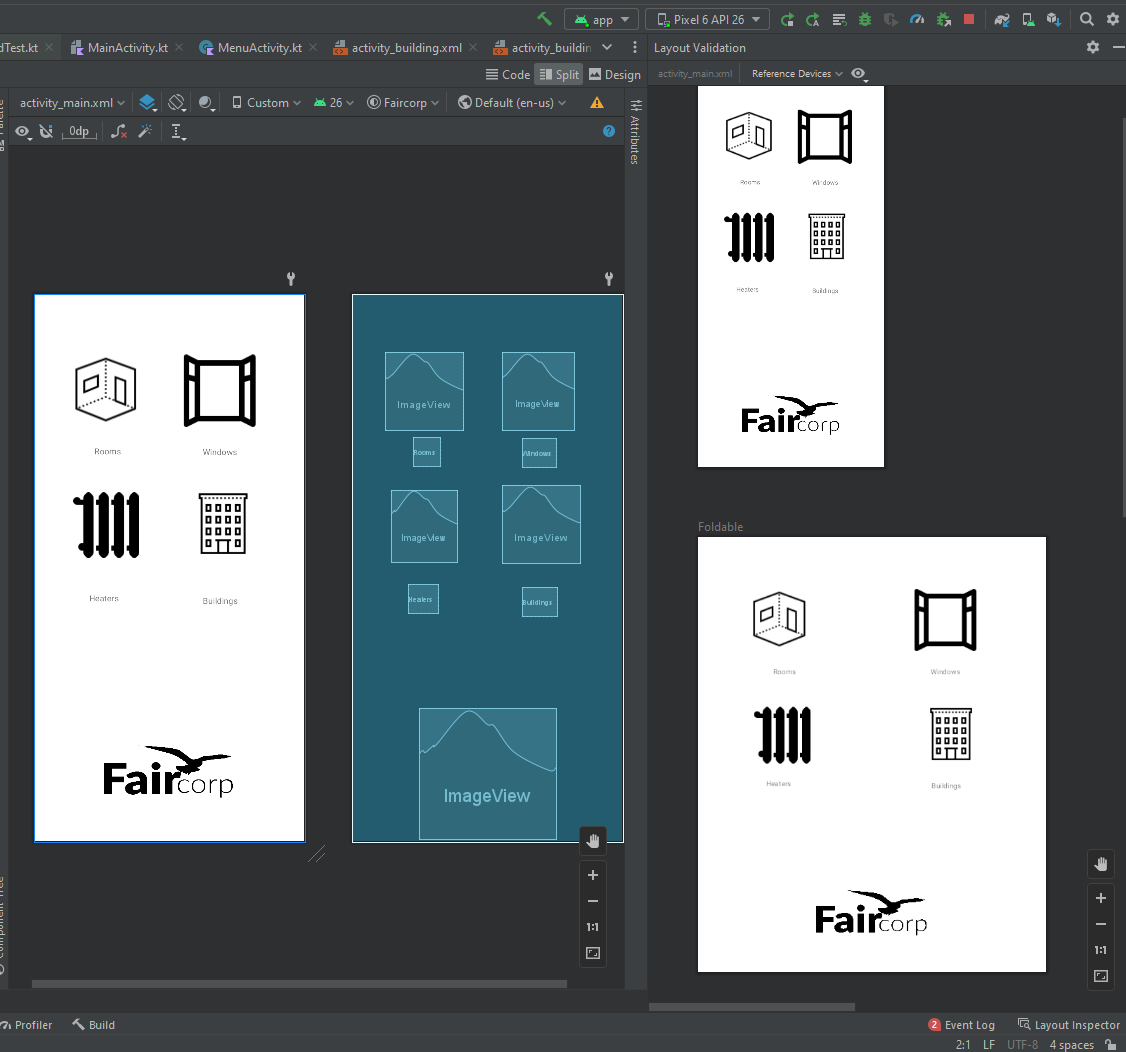 app
Pixel 6 API 26
dTest.kt
MainActivity.kt
MenuActivity.kt
activity_building.xml
activity_buildin
Layout Validation
Code
Split
Design
activity_main.xml
Reference Devices
activity_main.xml
Custom
26
Faircorp
Default (en-us)
0dp
Attributes
Rooms
Windows
Heaters
Buildings
Faircorp
ImageView
ImageView
Rooms
Windows
ImageView
ImageView
Heaters
Buildings
ImageView
1:1
Rooms
Windows
Heaters
Buildings
Faircorp
Foldable
Rooms
Windows
Heaters
Buildings
Faircorp
1:1
Profiler
Build
2
Event Log
Layout Inspector
2:1
LF
UTF-8
4 spaces